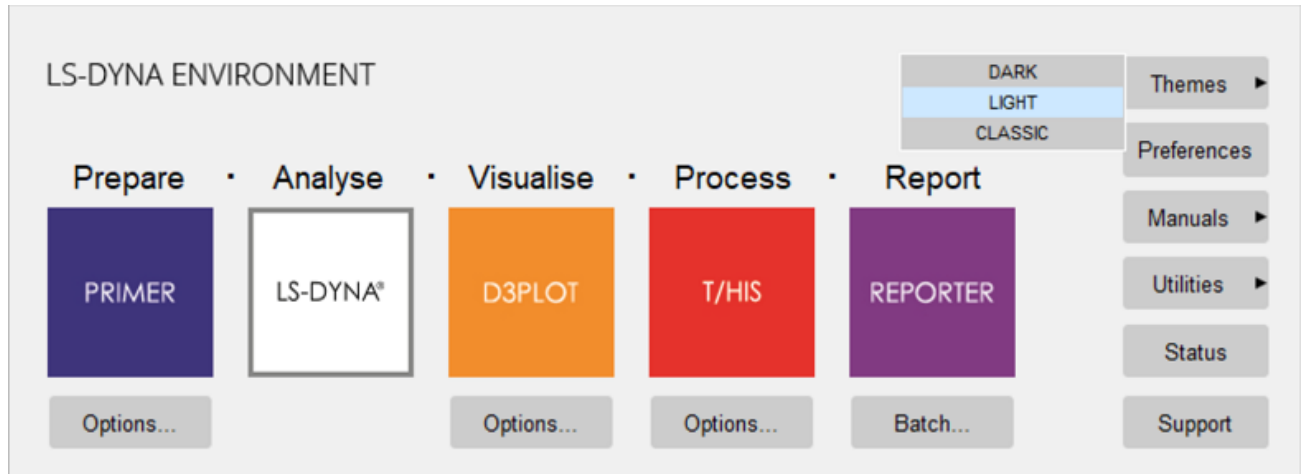 LS-DYNA ENVIRONMENT
DARK
LIGHT
CLASSIC
Themes
Preferences
Manuals
Utilities
Status
Support
Prepare · Analyse · Visualise · Process · Report
PRIMER
LS-DYNA®
D3PLOT
T/HIS
REPORTER
Options...
Options...
Options...
Batch...